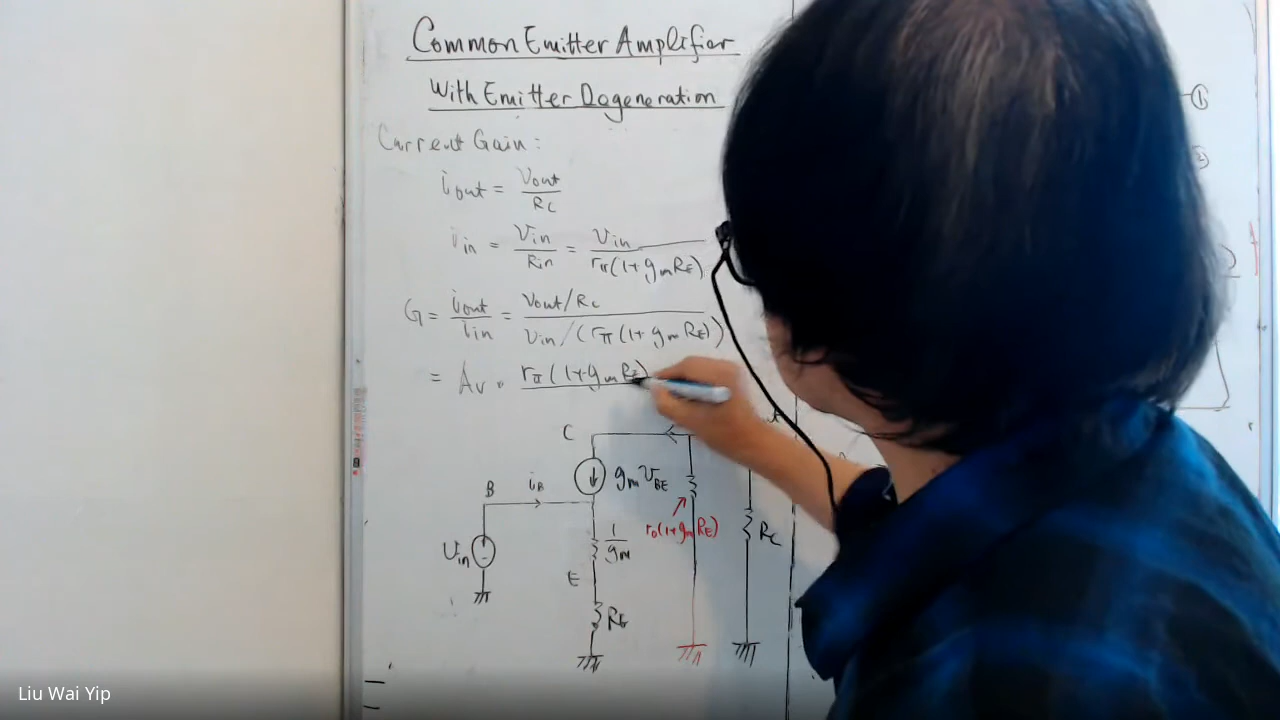 Common Emitter Amplifier
With Emitter Dageneration
Current Gain:
iout = Vout / RC
iin = Vin / Rin = Vin / rπ(1+gmRE)
G = iout / iin = Vout/RC / Vin/(rπ(1+gmRE))
= AV · rπ(1+gmRE)
C
B
iB
gmVBE
Vin
1/gm
ro(1+gmRE)
RC
E
RE
Liu Wai Yip